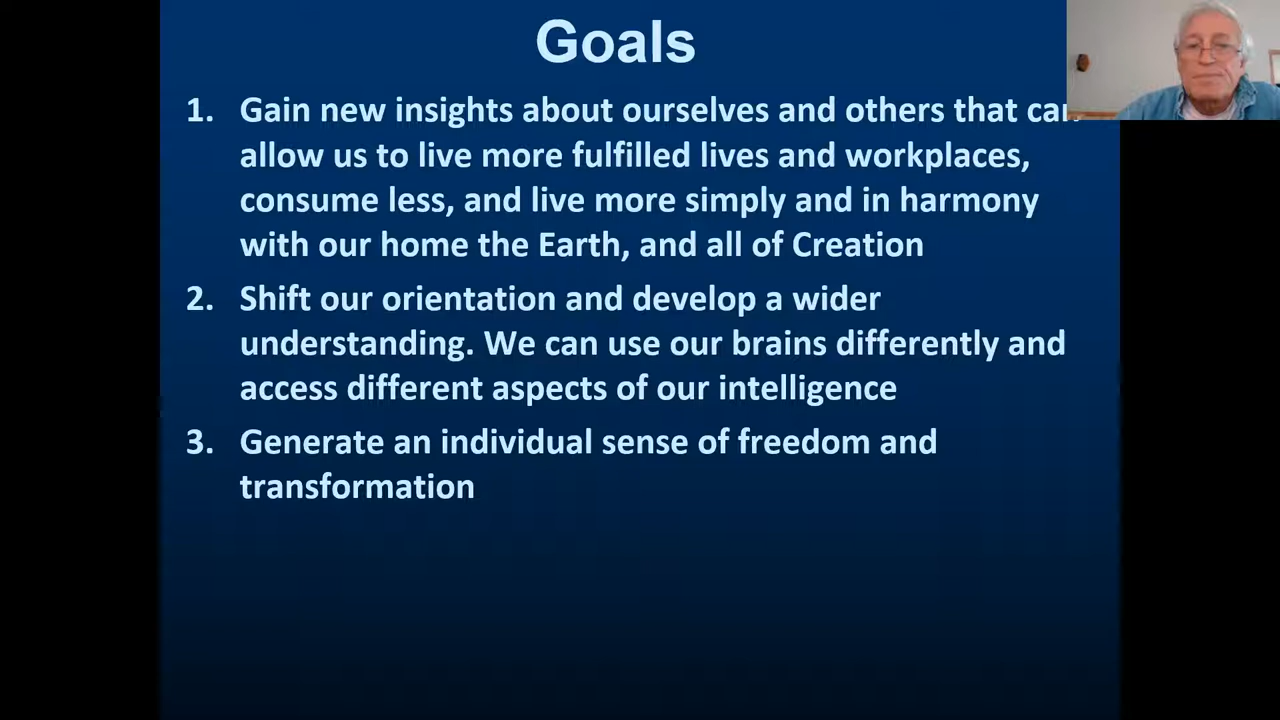 Goals
1. Gain new insights about ourselves and others that can
allow us to live more fulfilled lives and workplaces,
consume less, and live more simply and in harmony
with our home the Earth, and all of Creation
2. Shift our orientation and develop a wider
understanding. We can use our brains differently and
access different aspects of our intelligence
3. Generate an individual sense of freedom and
transformation